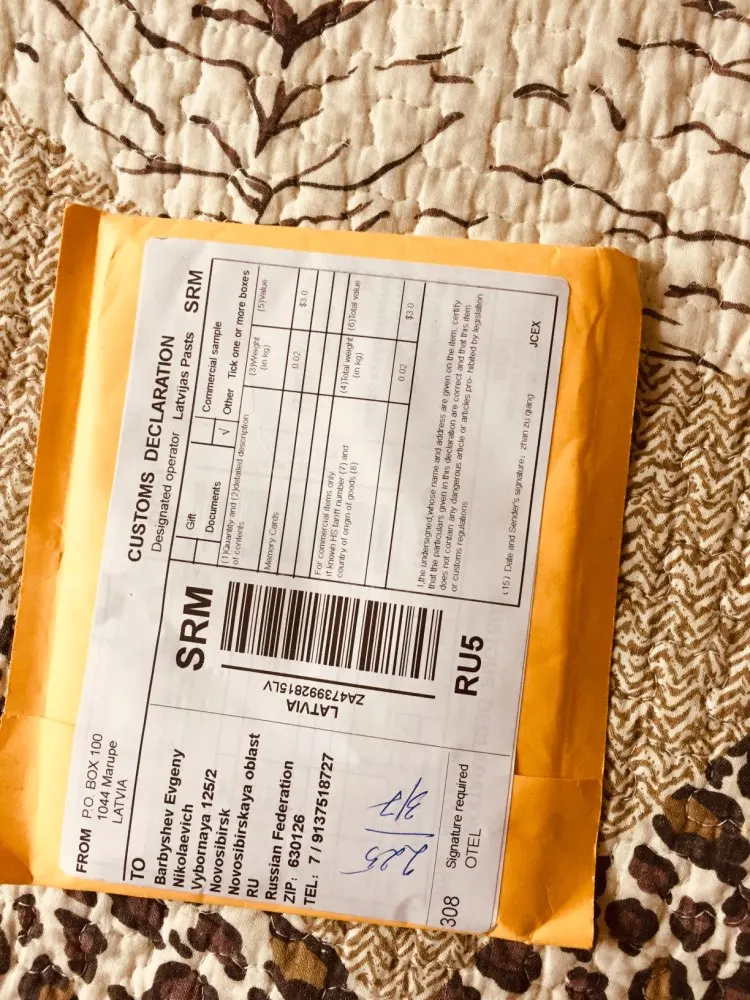 FROM P.O. BOX 100
1044 Marupe
LATVIA
TO
Barbyshev Evgeny
Nikolaevich
Vybornaya 125/2
Novosibirsk
Novosibirskaya oblast
RU
Russian Federation
ZIP: 630126
TEL: 7 / 9137518727
225 / 3/7
308
Signature required
OTEL
SRM
LATVIA
ZA473992815LV
RU5
CUSTOMS DECLARATION
Designated operator Latvijas Pasts SRM
Gift
Commercial sample
Documents
√ Other Tick one or more boxes
(1)Quantity and (2)detailed description
of contents
(3)Weight
(in kg)
(5)Value
Memory Cards
0.02
$3.0
For commercial items only
if known HS tariff number (7) and
country of origin of goods (8)
(4)Total weight
(in kg)
(6)Total value
0.02
$3.0
I,the undersigned,whose name and address are given on the item, certify
that the particulars given in this declaration are correct and that this item
does not contain any dangerous article or articles pro- hibited by legislation
or customs regulations
(15) Date and Sender's signature: zhan zu qiang
JCEX